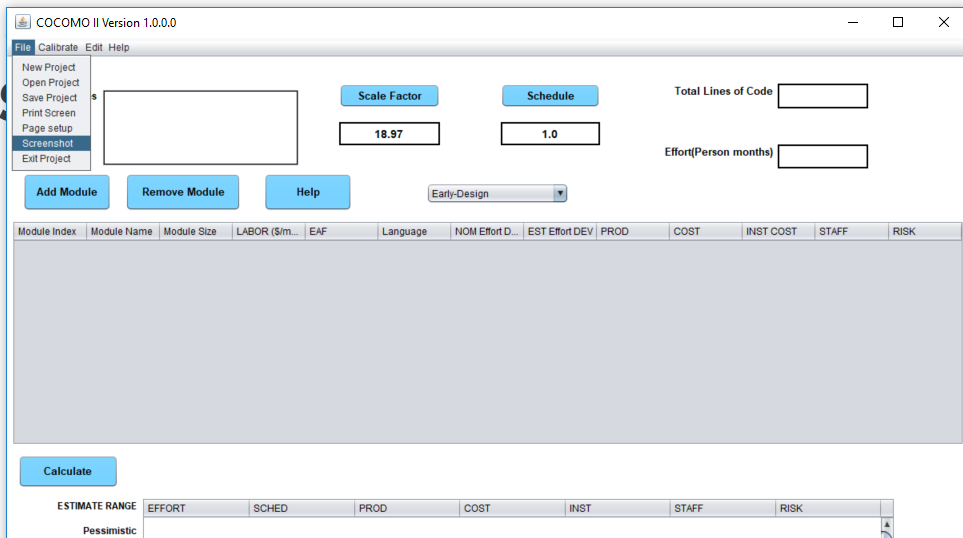 COCOMO II Version 1.0.0.0
File Calibrate Edit Help
New Project
Open Project
Save Project
Print Screen
Page setup
Screenshot
Exit Project
s
Scale Factor
Schedule
Total Lines of Code
18.97
1.0
Effort(Person months)
Add Module
Remove Module
Help
Early-Design
Module Index Module Name Module Size LABOR ($/m... EAF Language NOM Effort D... EST Effort DEV PROD COST INST COST STAFF RISK
Calculate
ESTIMATE RANGE EFFORT SCHED PROD COST INST STAFF RISK
Pessimistic